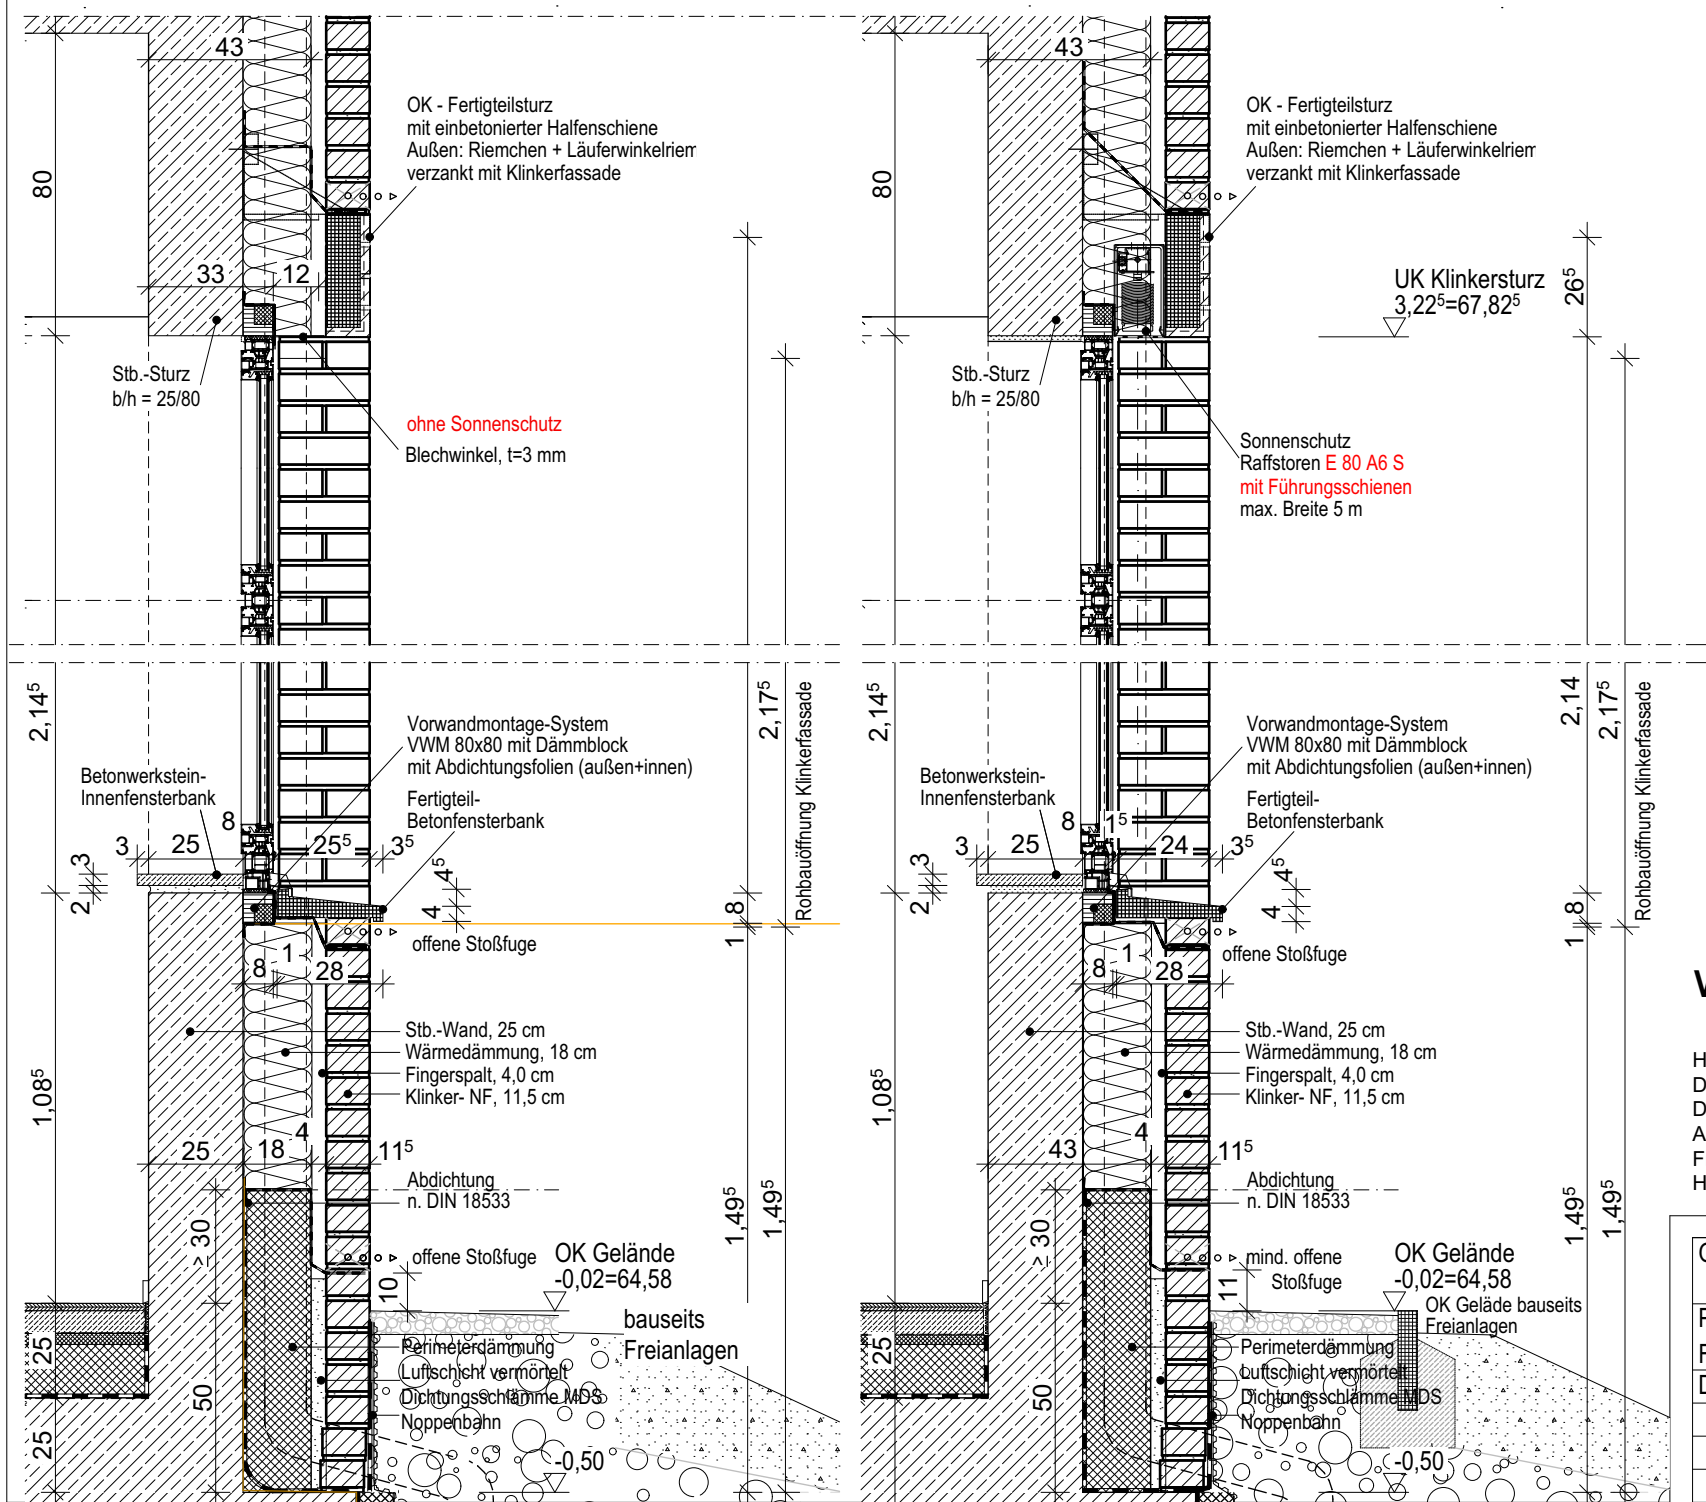 43
OK - Fertigteilsturz
mit einbetonierter Halfenschiene
Außen: Riemchen + Läuferwinkelriem
verzankt mit Klinkerfassade
80
33
12
Stb.-Sturz
b/h = 25/80
ohne Sonnenschutz
Blechwinkel, t=3 mm
2,14⁵
2,17⁵
Rohbauöffnung Klinkerfassade
Vorwandmontage-System
VWM 80x80 mit Dämmblock
mit Abdichtungsfolien (außen+innen)
Betonwerkstein-
Innenfensterbank
Fertigteil-
Betonfensterbank
8
3
25
25⁵
3⁵
3
2
4⁵
4
8
1
offene Stoßfuge
8
1
28
Stb.-Wand, 25 cm
Wärmedämmung, 18 cm
Fingerspalt, 4,0 cm
Klinker- NF, 11,5 cm
1,08⁵
25
18
4
11⁵
Abdichtung
n. DIN 18533
1,49⁵
1,49⁵
≥ 30
offene Stoßfuge
10
OK Gelände
-0,02=64,58
bauseits
Freianlagen
25
25
50
Perimeterdämmung
Luftschicht vermörtelt
Dichtungsschlämme MDS
Noppenbahn
-0,50
43
OK - Fertigteilsturz
mit einbetonierter Halfenschiene
Außen: Riemchen + Läuferwinkelriem
verzankt mit Klinkerfassade
80
UK Klinkersturz
3,22⁵=67,82⁵
26⁵
Stb.-Sturz
b/h = 25/80
Sonnenschutz
Raffstoren E 80 A6 S
mit Führungsschienen
max. Breite 5 m
2,14⁵
2,14
2,17⁵
Rohbauöffnung Klinkerfassade
Vorwandmontage-System
VWM 80x80 mit Dämmblock
mit Abdichtungsfolien (außen+innen)
Betonwerkstein-
Innenfensterbank
Fertigteil-
Betonfensterbank
8
1⁵
3
25
24
3⁵
3
2
4⁵
4
8
1
offene Stoßfuge
8
1
28
Stb.-Wand, 25 cm
Wärmedämmung, 18 cm
Fingerspalt, 4,0 cm
Klinker- NF, 11,5 cm
1,08⁵
43
4
11⁵
Abdichtung
n. DIN 18533
1,49⁵
1,49⁵
≥ 30
mind. offene
Stoßfuge
11
OK Gelände
-0,02=64,58
OK Geläde bauseits
Freianlagen
25
50
Perimeterdämmung
Luftschicht vermörtelt
Dichtungsschlämme MDS
Noppenbahn
-0,50
H
D
D
A
F
H